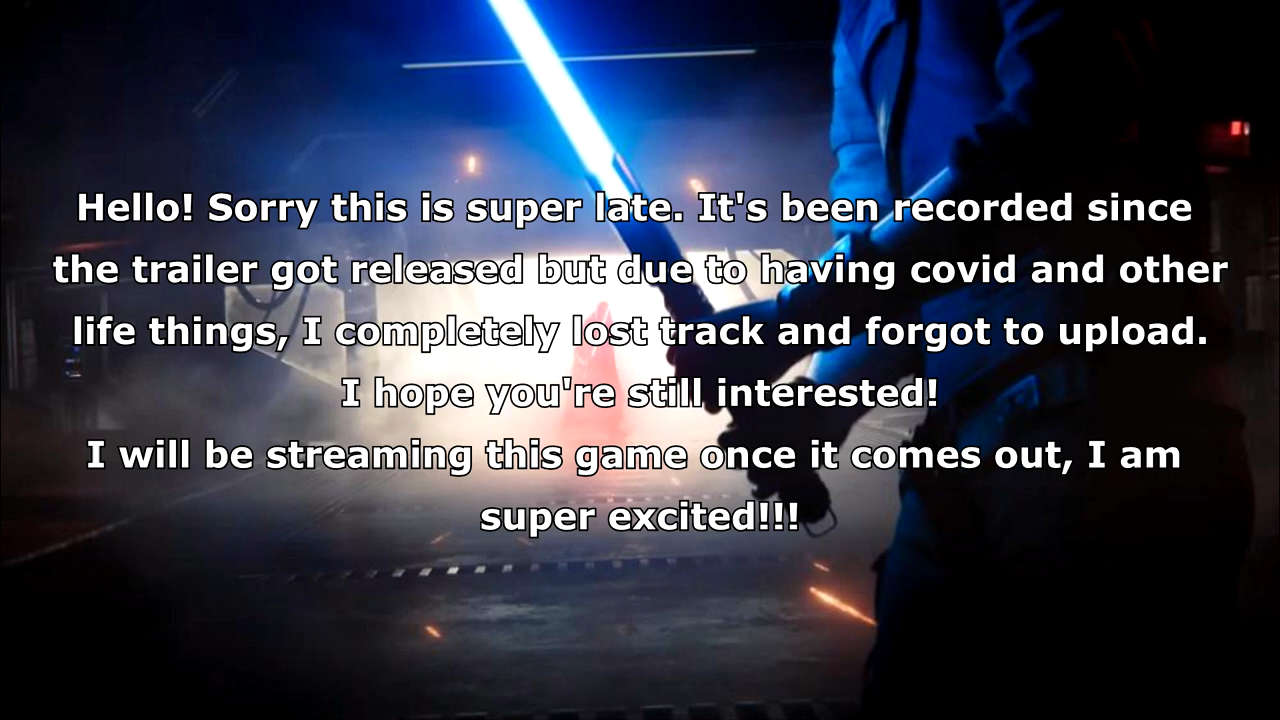 Hello! Sorry this is super late. It's been recorded since
the trailer got released but due to having covid and other
life things, I completely lost track and forgot to upload.
I hope you're still interested!
I will be streaming this game once it comes out, I am
super excited!!!